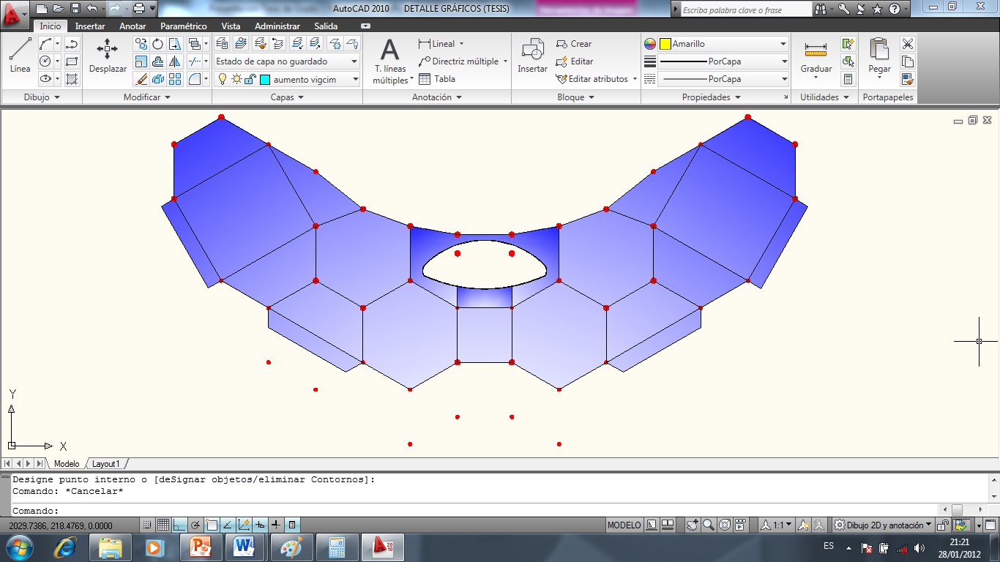 AutoCAD 2010 DETALLE GRÁFICOS (TESIS)
Escriba palabra clave o frase
Inicio Insertar Anotar Paramétrico Vista Administrar Salida
Línea
Desplazar
Estado de capa no guardado
aumento vigcim
T. líneas
múltiples
Lineal
Directriz múltiple
Tabla
Insertar
Crear
Editar
Editar atributos
Amarillo
PorCapa
PorCapa
Graduar
Pegar
Dibujo Modificar Capas Anotación Bloque Propiedades Utilidades Portapapeles
Y
X
Modelo Layout1
Designe punto interno o [deSignar objetos/eliminar Contornos]:
Comando: *Cancelar*
Comando:
2029.7386, 218.4769, 0.0000
MODELO
1:1
Dibujo 2D y anotación
ES
21:21
28/01/2012